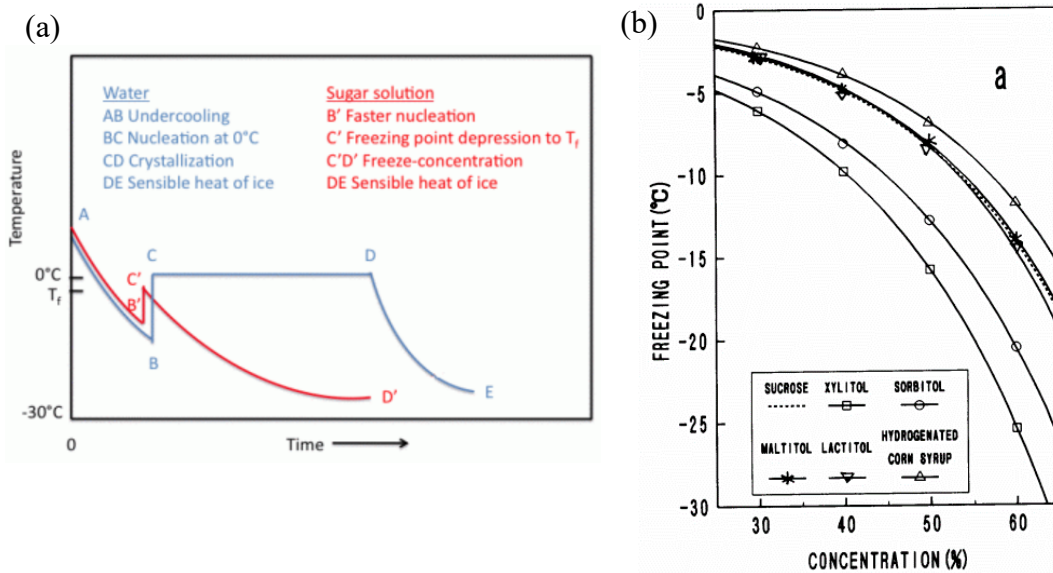 (a)
Water
AB Undercooling
BC Nucleation at 0°C
CD Crystallization
DE Sensible heat of ice
Sugar solution
B' Faster nucleation
C' Freezing point depression to Tf
C'D' Freeze-concentration
DE Sensible heat of ice
Temperature
A
C
D
0°C
C'
Tf
B'
B
E
D'
-30°C
0
Time
(b)
a
FREEZING POINT(°C)
0
-5
-10
-15
-20
-25
-30
SUCROSE XYLITOL SORBITOL
MALTITOL LACTITOL HYDROGENATED CORN SYRUP
30 40 50 60
CONCENTRATION(%)